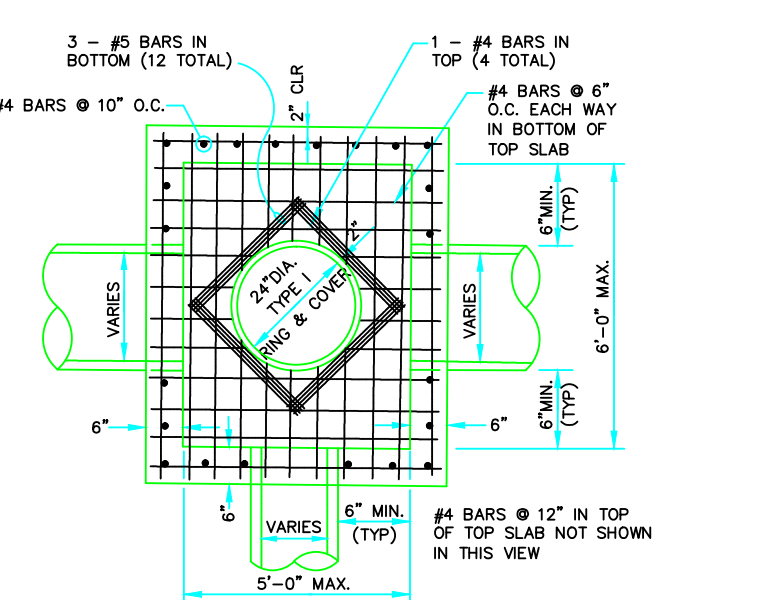 3 - #5 BARS IN
BOTTOM (12 TOTAL)
1 - #4 BARS IN
TOP (4 TOTAL)
#4 BARS @ 10" O.C.
2" CLR
#4 BARS @ 6"
O.C. EACH WAY
IN BOTTOM OF
TOP SLAB
6"MIN.
(TYP)
2"
24"DIA.
TYPE I
RING & COVER
VARIES
VARIES
6'-0" MAX.
6"MIN.
(TYP)
6"
6"
6"
VARIES
6" MIN.
(TYP)
#4 BARS @ 12" IN TOP
OF TOP SLAB NOT SHOWN
IN THIS VIEW
5'-0" MAX.